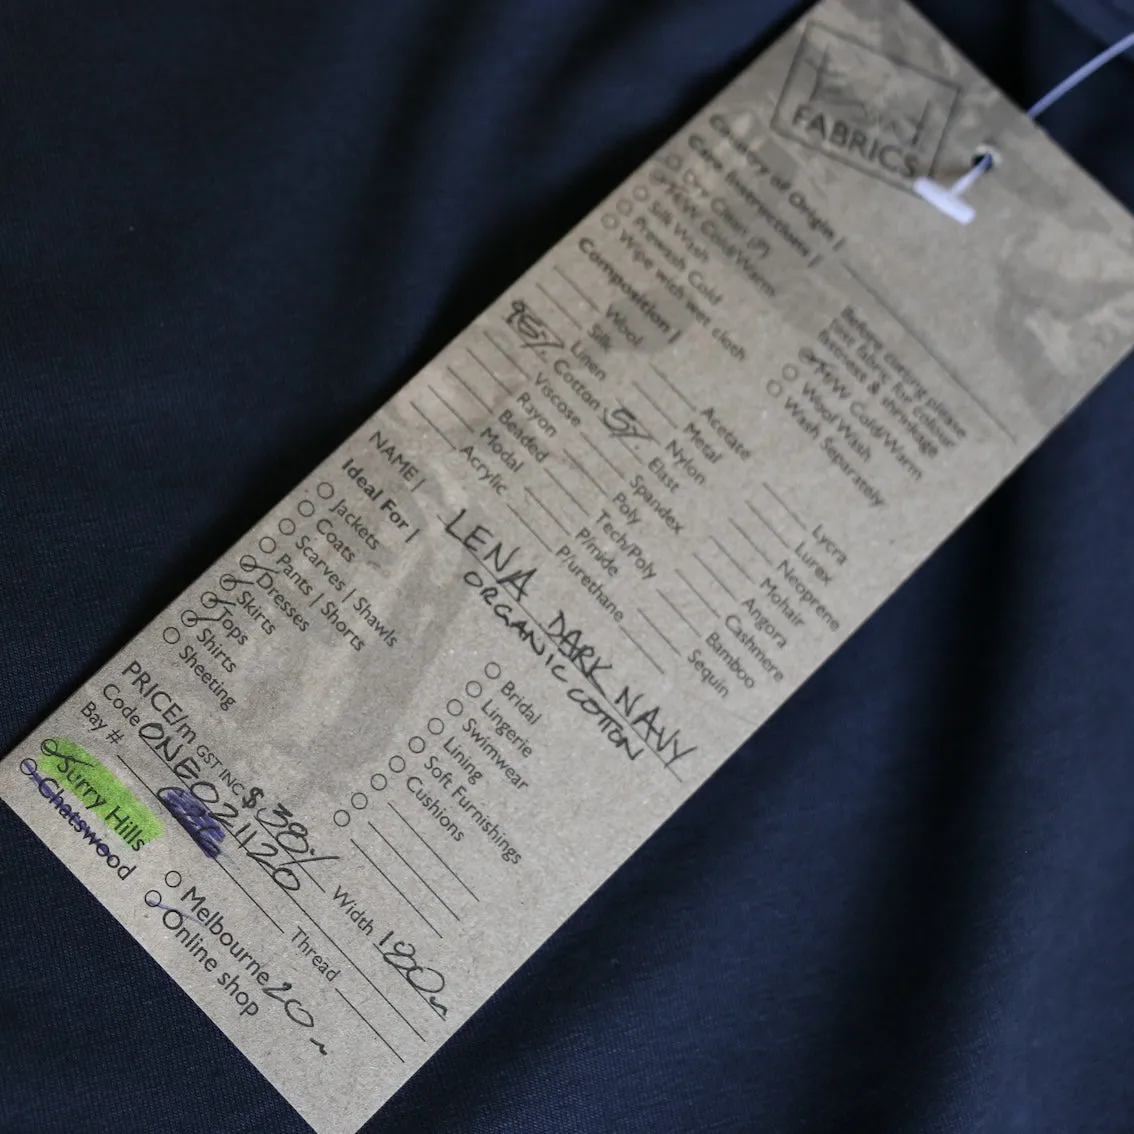 FABRICS
Country of Origin |
Care Instructions |
Dry Clean (P)
M/W Cold/Warm
Silk Wash
Prewash Cold
Wipe with wet cloth
Before cutting please
test fabric for colour
fastness & shrinkage
M/W Cold/Warm
Wool Wash
Wash Separately
Composition |
Wool
Silk
Linen
95% Cotton
Viscose
Rayon
Beaded
Modal
Acrylic
Acetate
Metal
Nylon
5% Elast
Spandex
Poly
Tech/Poly
P/mide
P/urethane
Lycra
Lurex
Neoprene
Mohair
Angora
Cashmere
Bamboo
Sequin
NAME | LENA DARK NAVY
ORGANIC COTTON
Ideal For |
Jackets
Coats
Scarves | Shawls
Pants | Shorts
Dresses
Skirts
Tops
Shirts
Sheeting
Bridal
Lingerie
Swimwear
Lining
Soft Furnishings
Cushions
PRICE/m GST INC $38
Width
Code ONE021126
Thread
Bay #
Surry Hills
Chatswood
Melbourne
Online shop